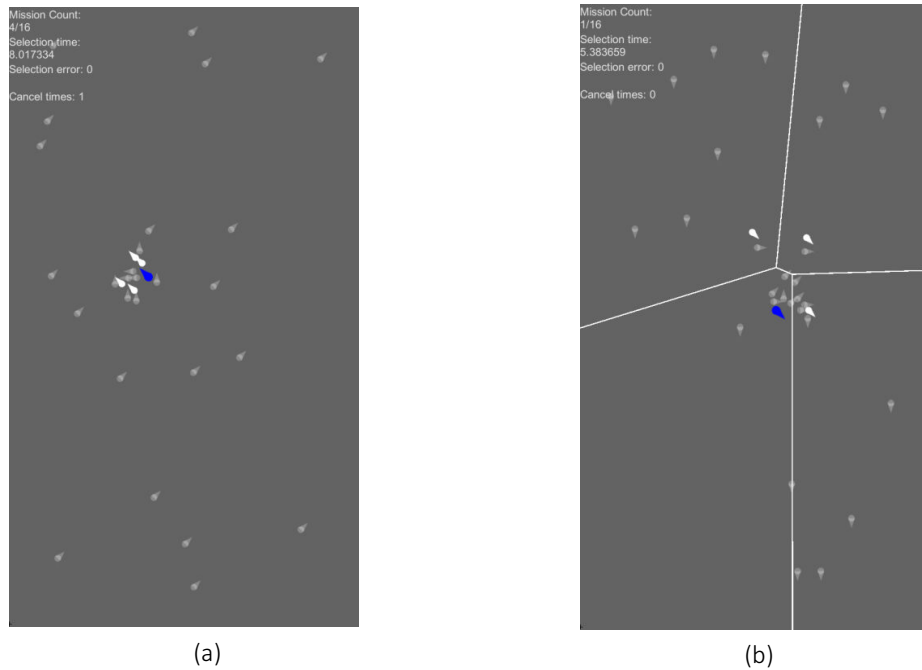 Mission Count:
4/16
Selection time:
8.017334
Selection error: 0
Cancel times: 1
Mission Count:
1/16
Selection time:
5.383659
Selection error: 0
Cancel times: 0
(a)
(b)